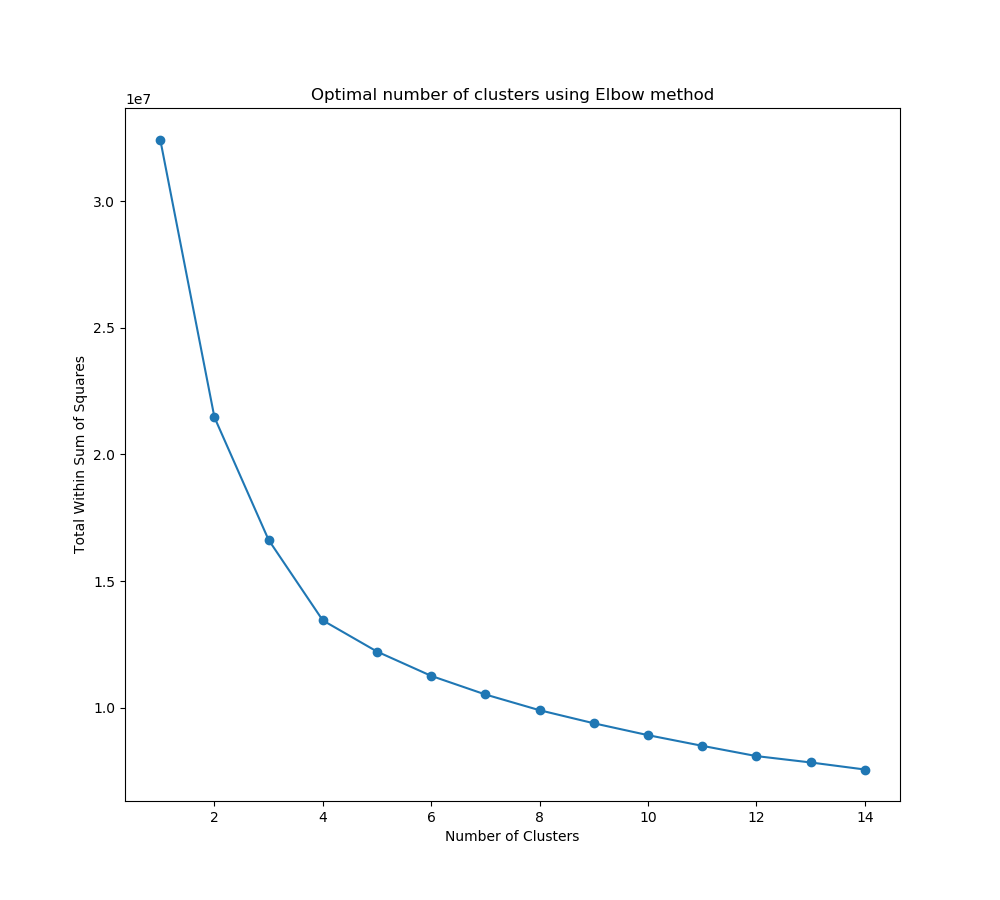 Optimal number of clusters using Elbow method
1e7
3.0
2.5
2.0
1.5
1.0
Total Within Sum of Squares
2 4 6 8 10 12 14
Number of Clusters